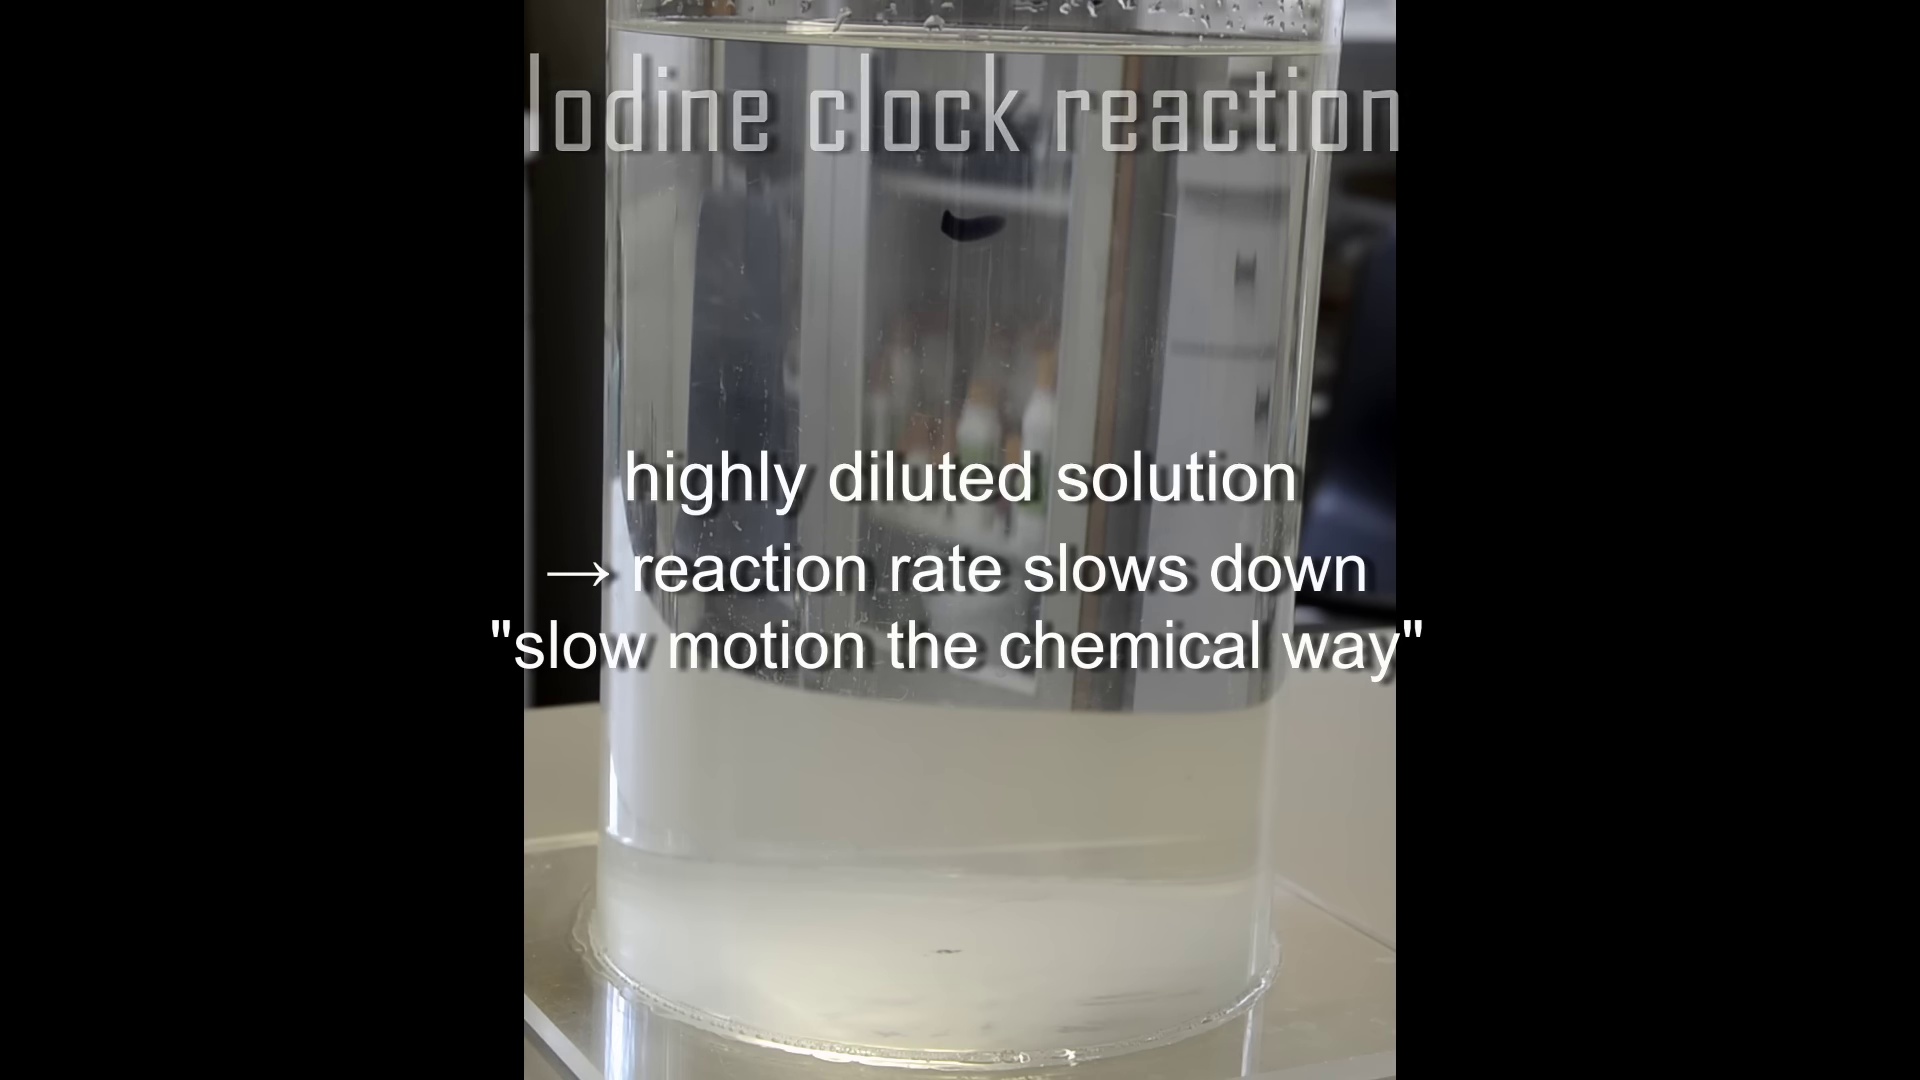 Iodine clock reaction
highly diluted solution
→ reaction rate slows down
"slow motion the chemical way"